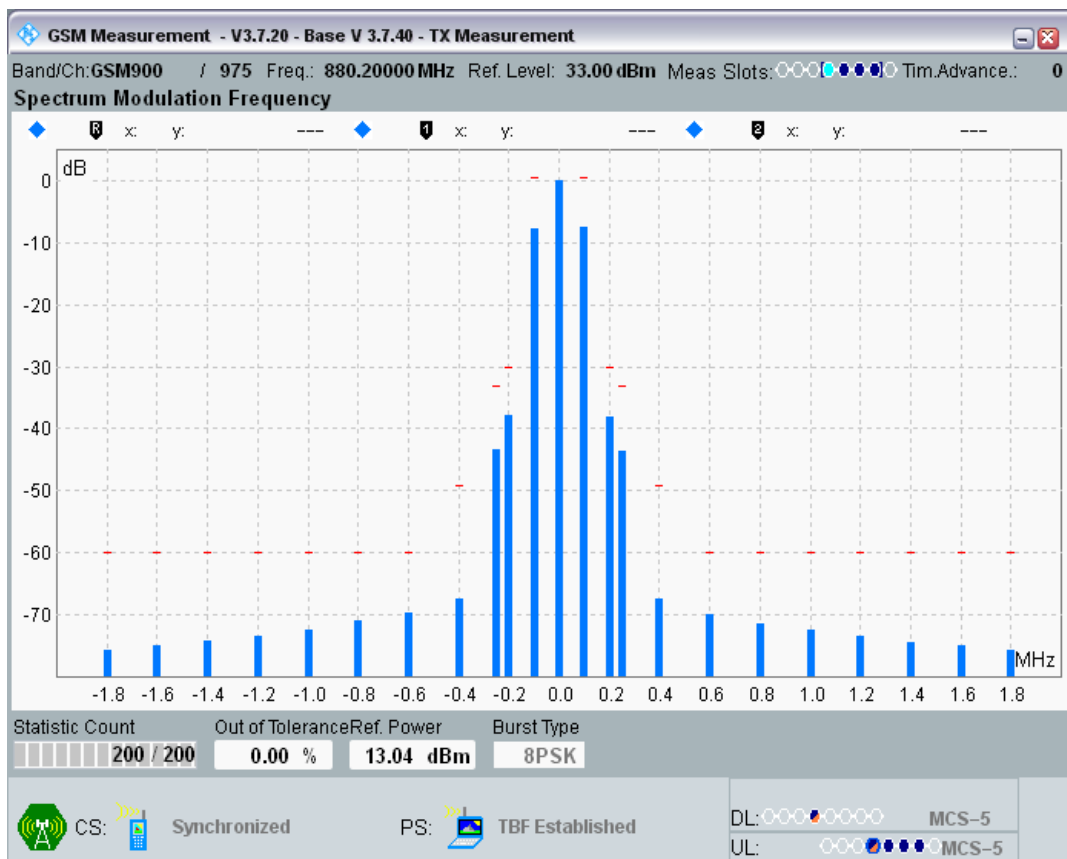 GSM Measurement - V3.7.20 - Base V 3.7.40 - TX Measurement
Band/Ch:GSM900 / 975 Freq.: 880.20000 MHz Ref. Level: 33.00 dBm Meas Slots: Tim.Advance.: 0
Spectrum Modulation Frequency
R x: y: --- 1 x: y: --- 2 x: y: ---
dB
0
-10
-20
-30
-40
-50
-60
-70
MHz
-1.8 -1.6 -1.4 -1.2 -1.0 -0.8 -0.6 -0.4 -0.2 0.0 0.2 0.4 0.6 0.8 1.0 1.2 1.4 1.6 1.8
Statistic Count Out of Tolerance Ref. Power Burst Type
200 / 200 0.00 % 13.04 dBm 8PSK
CS: Synchronized PS: TBF Established
DL: MCS-5
UL: MCS-5